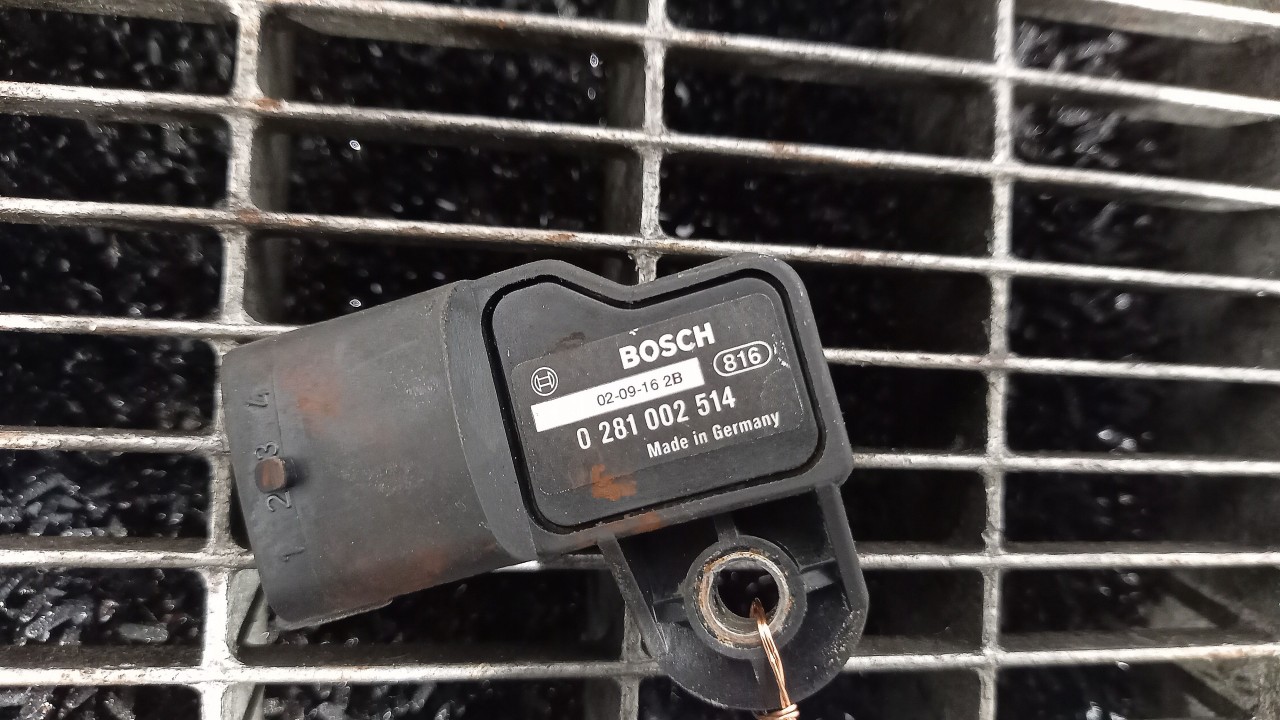 BOSCH
816
02-09-16 2B
0 281 002 514
Made in Germany
1 2 3 4